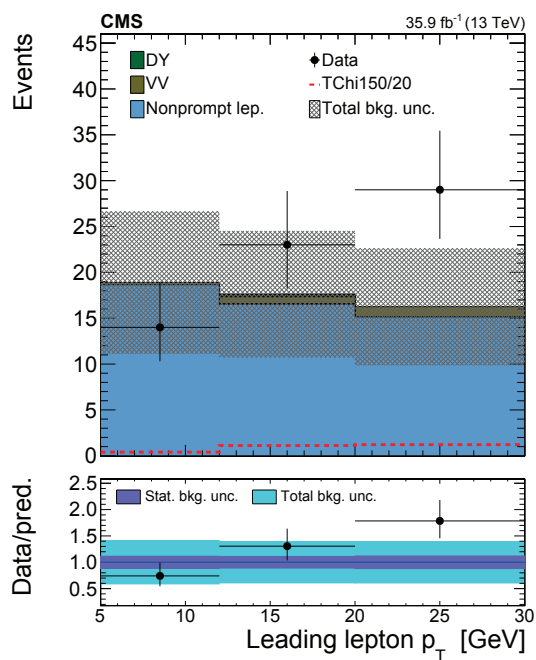 CMS 35.9 fb⁻¹ (13 TeV)
Events
45
40
35
30
25
20
15
10
5
0
DY Data
VV TChi150/20
Nonprompt lep. Total bkg. unc.
Data/pred.
2.5
2.0
1.5
1.0
0.5
Stat. bkg. unc. Total bkg. unc.
5 10 15 20 25 30
Leading lepton p_T [GeV]